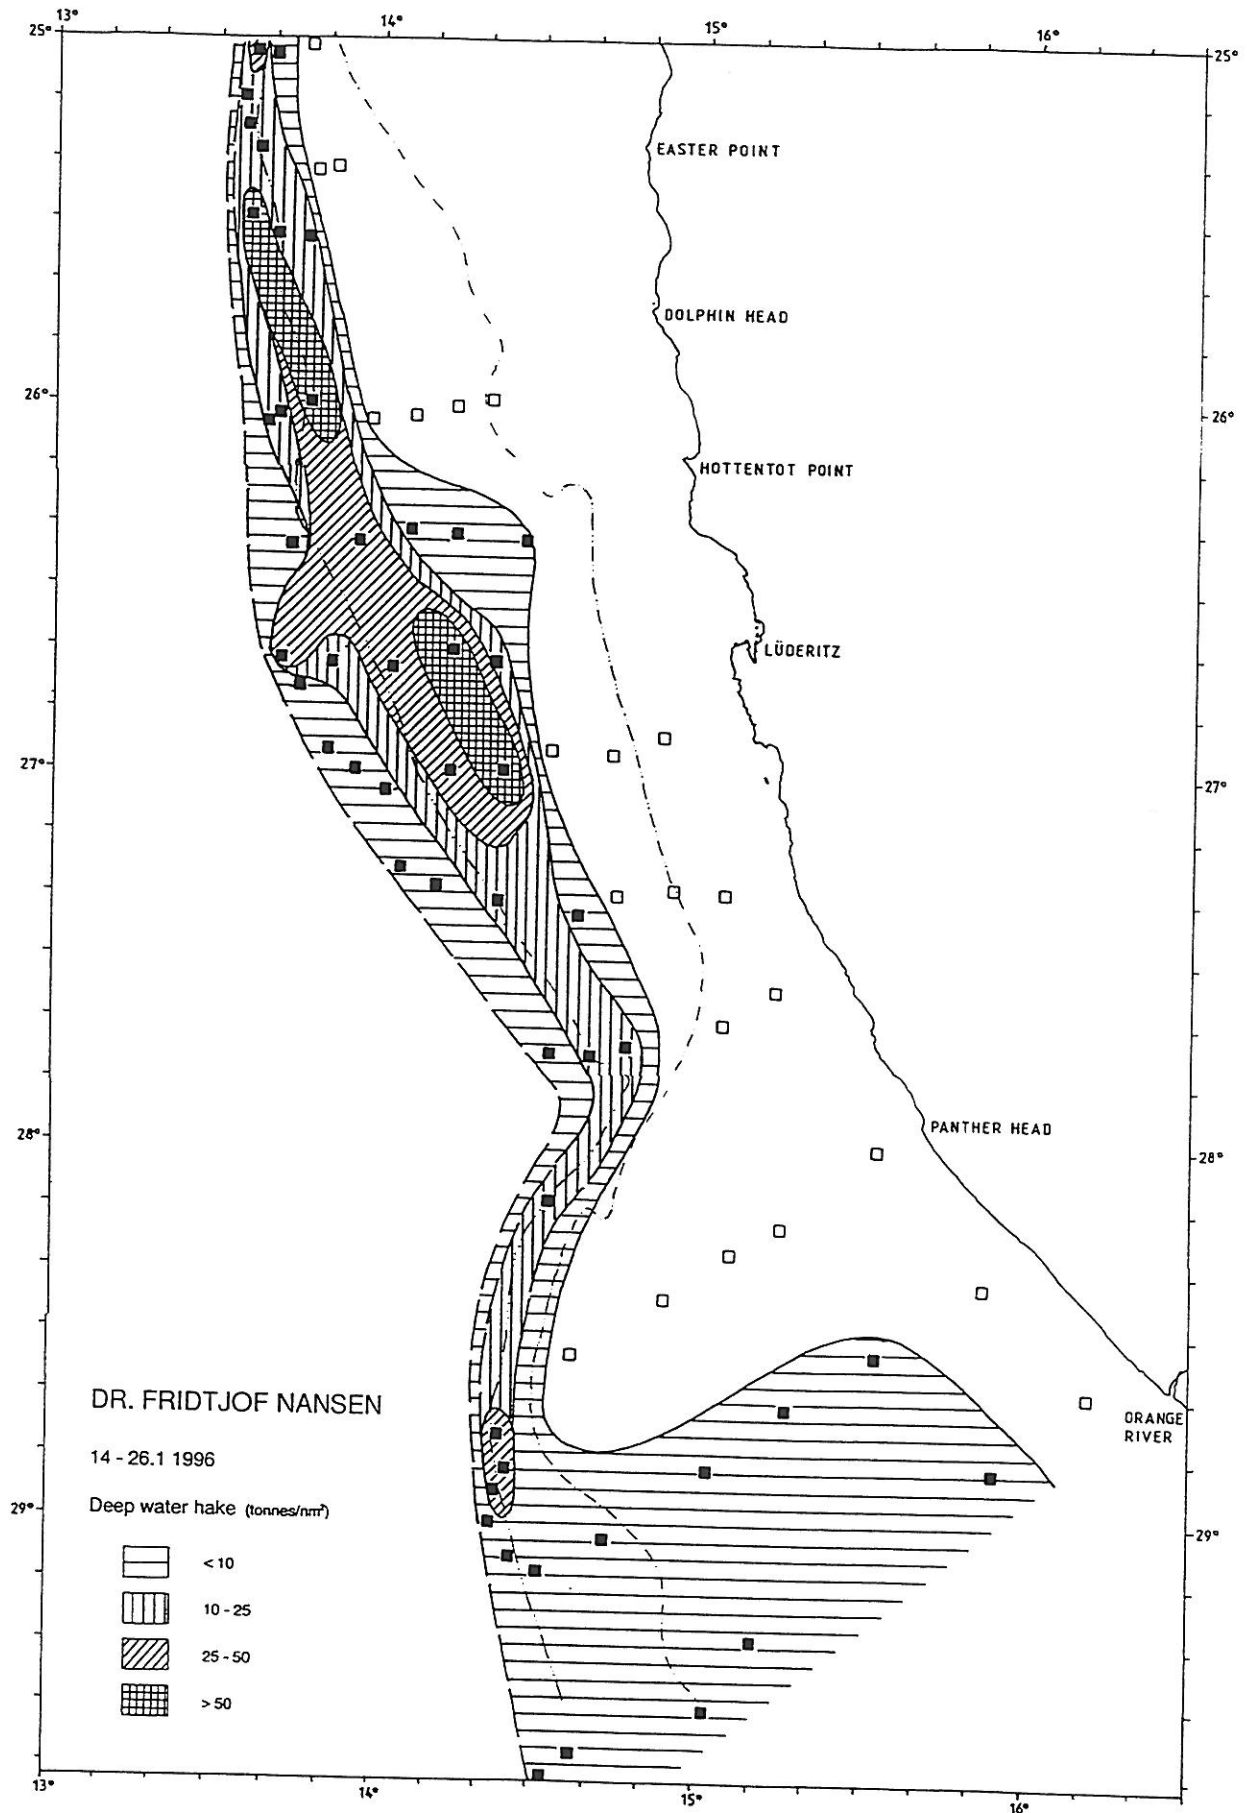 13°
14°
15°
16°
25°
25°
EASTER POINT
DOLPHIN HEAD
26°
26°
HOTTENTOT POINT
LÜDERITZ
27°
27°
PANTHER HEAD
28°
28°
DR. FRIDTJOF NANSEN
ORANGE
RIVER
14 - 26.1 1996
Deep water hake (tonnes/nm²)
29°
29°
< 10
10 - 25
25 - 50
> 50
13°
14°
15°
16°